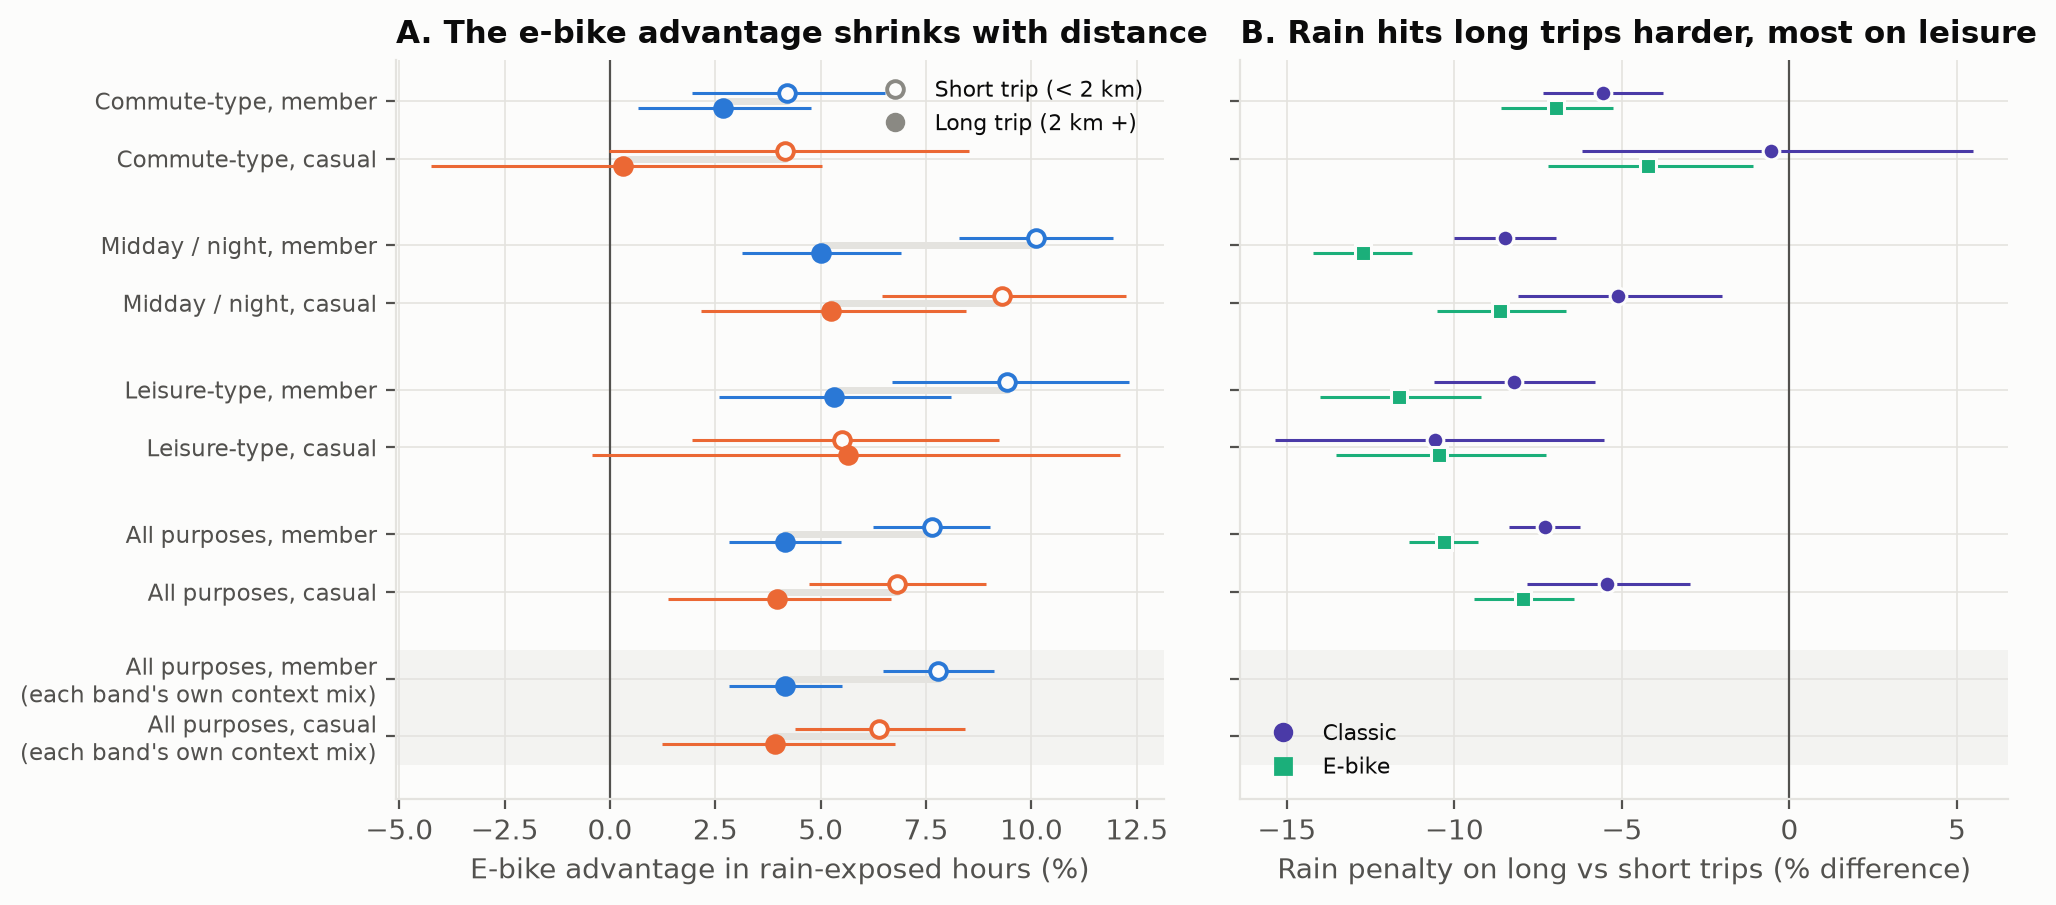 A. The e-bike advantage shrinks with distance
B. Rain hits long trips harder, most on leisure
Short trip (< 2 km)
Long trip (2 km +)
Commute-type, member
Commute-type, casual
Midday / night, member
Midday / night, casual
Leisure-type, member
Leisure-type, casual
All purposes, member
All purposes, casual
All purposes, member
(each band's own context mix)
All purposes, casual
(each band's own context mix)
Classic
E-bike
−5.0 −2.5 0.0 2.5 5.0 7.5 10.0 12.5
−15 −10 −5 0 5
E-bike advantage in rain-exposed hours (%)
Rain penalty on long vs short trips (% difference)